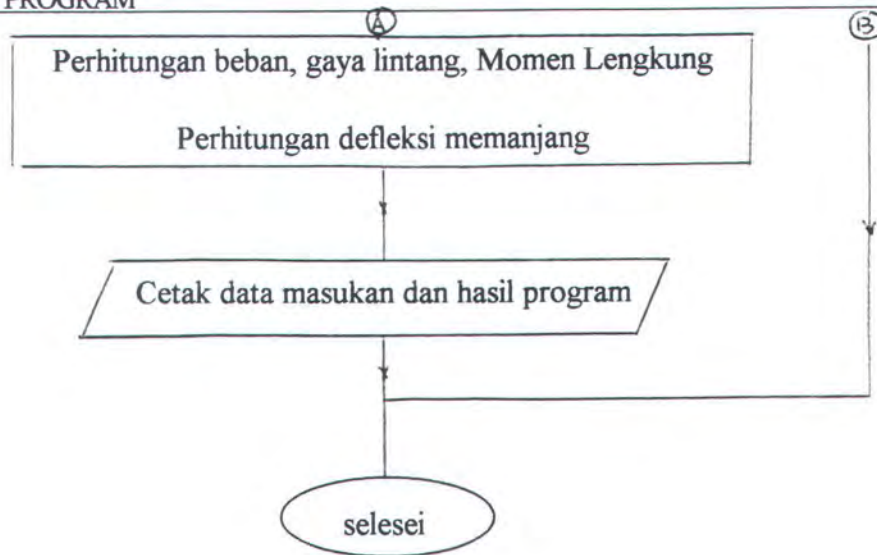 PROGRAM
A B
Perhitungan beban, gaya lintang, Momen Lengkung
Perhitungan defleksi memanjang
Cetak data masukan dan hasil program
selesei